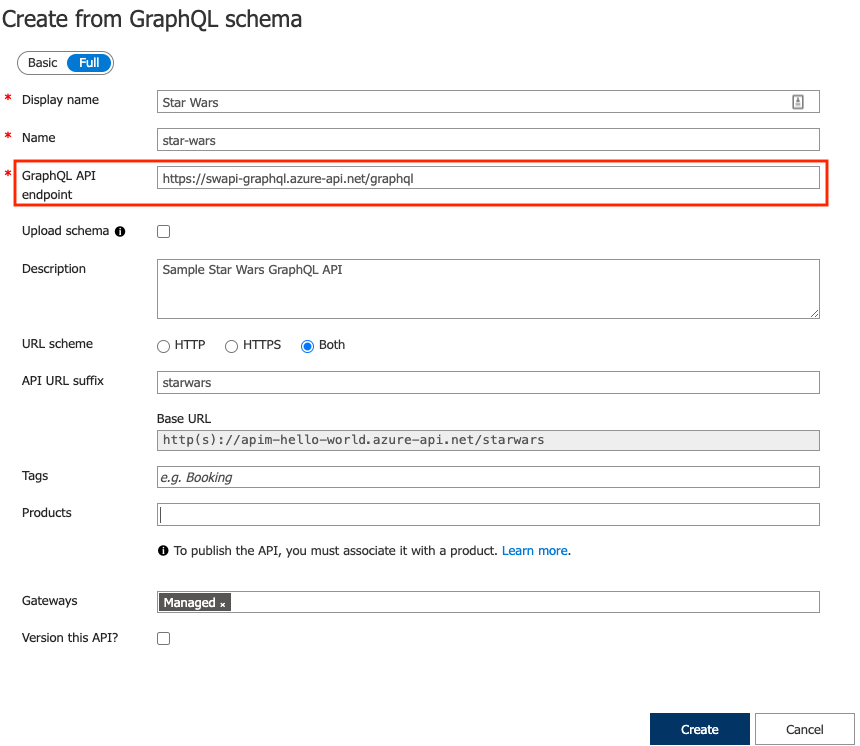 Create from GraphQL schema
Basic Full
* Display name Star Wars
* Name star-wars
* GraphQL API endpoint https://swapi-graphql.azure-api.net/graphql
Upload schema
Description Sample Star Wars GraphQL API
URL scheme HTTP HTTPS Both
API URL suffix starwars
Base URL
http(s)://apim-hello-world.azure-api.net/starwars
Tags e.g. Booking
Products
To publish the API, you must associate it with a product. Learn more.
Gateways Managed x
Version this API?
Create Cancel